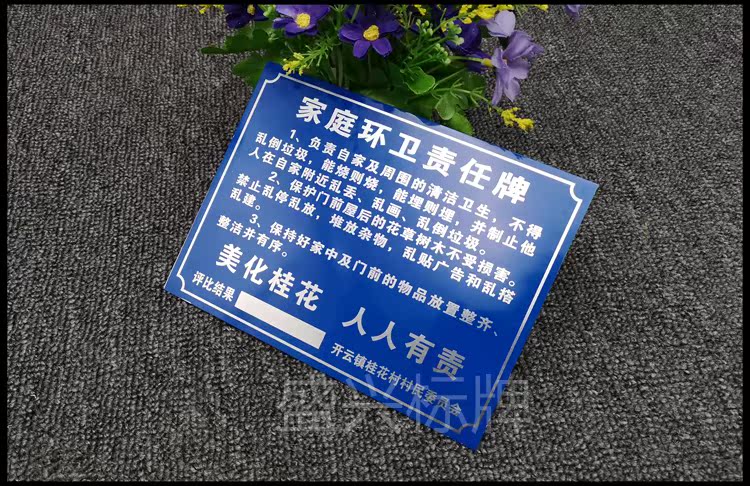 家庭环卫责任牌
1、负责自家及周围的清洁卫生，不得
乱倒垃圾，能烧则烧，能埋则埋，并制止他
人在自家附近乱丢、乱画、乱倒垃圾。
2、保护门前屋后的花草树木不受损害。
禁止乱停乱放，堆放杂物，乱贴广告和乱搭
乱建。
3、保持好家中及门前的物品放置整齐、
整洁并有序。
美化桂花 人人有责
评比结果
开云镇桂花村村民委员会
盛兴标牌